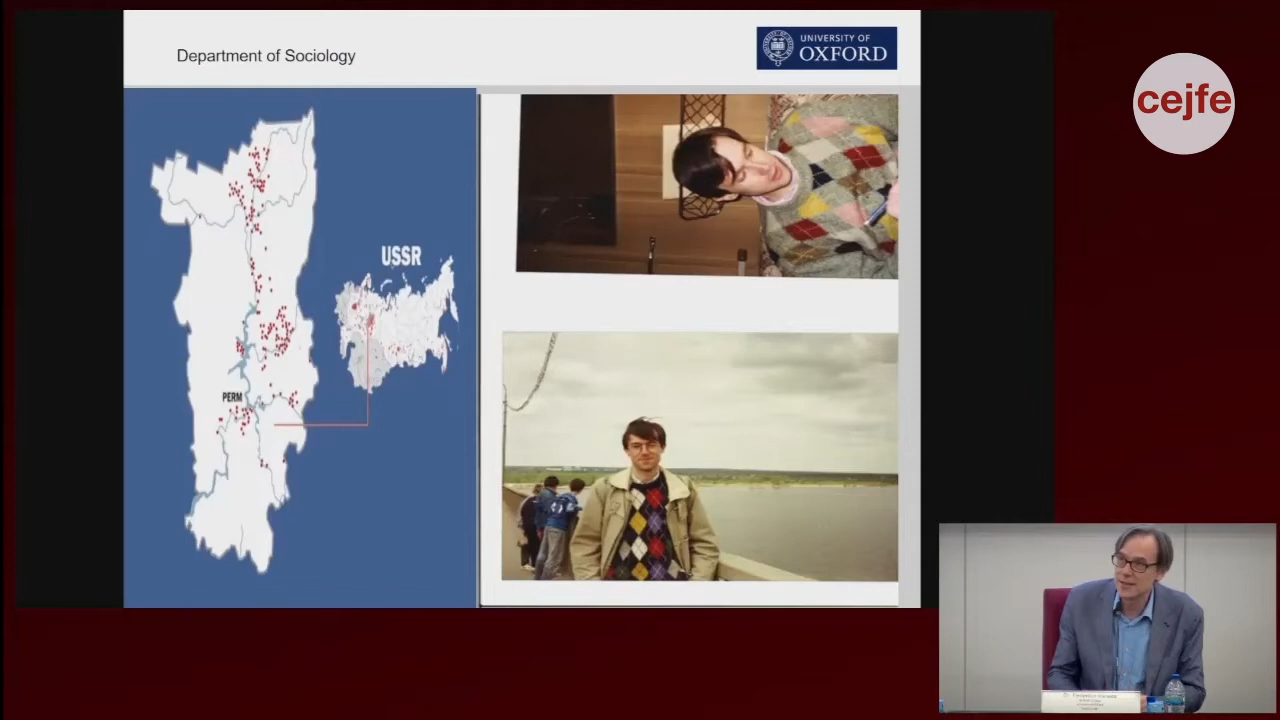 Department of Sociology
UNIVERSITY OF
OXFORD
cejfe
USSR
PERM